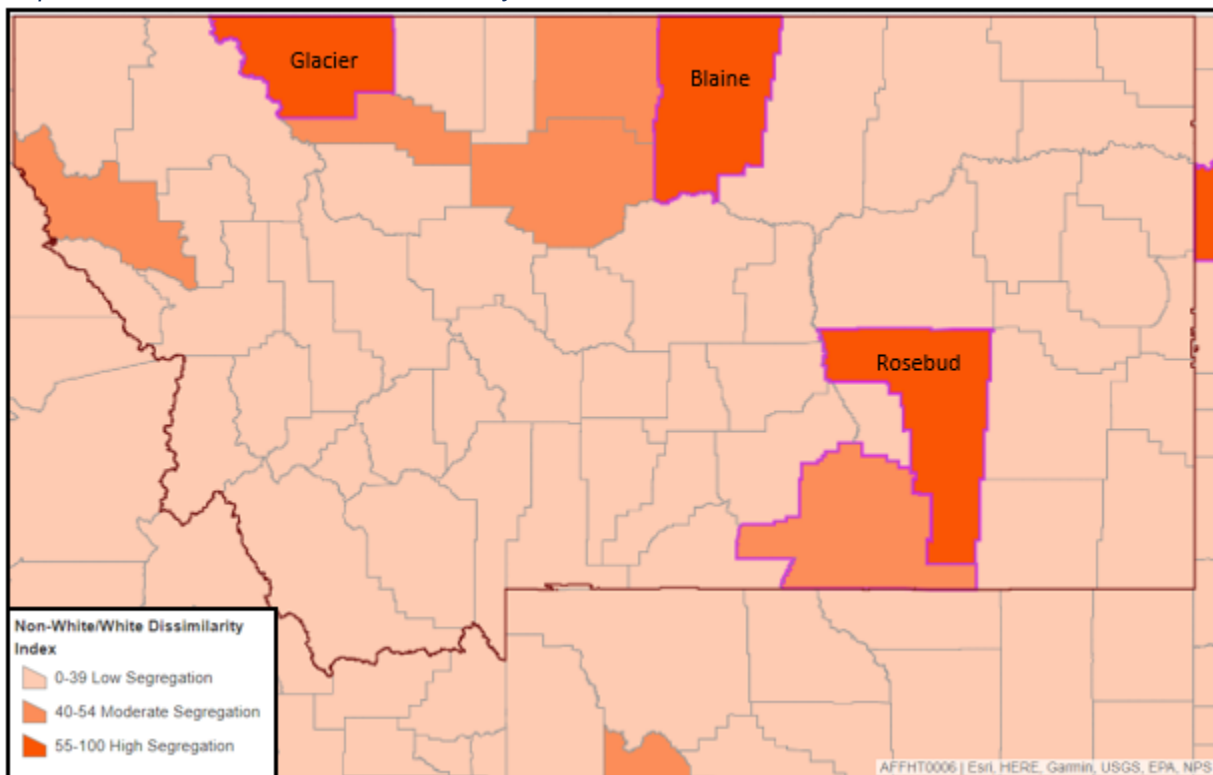 Glacier
Blaine
Rosebud
Non-White/White Dissimilarity
Index
0-39 Low Segregation
40-54 Moderate Segregation
55-100 High Segregation
AFFHT0006 | Esri, HERE, Garmin, USGS, EPA, NPS